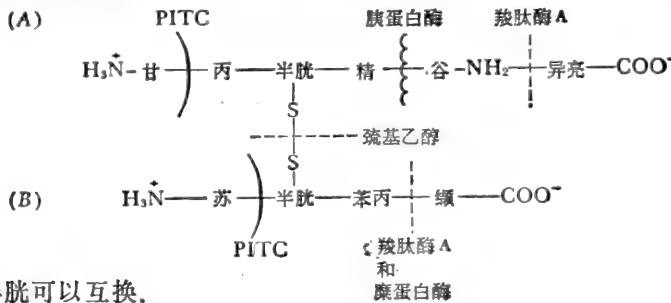 (A) PITC 胰蛋白酶 羧肽酶A
H₃N⁺-甘—丙—半胱—精—谷-NH₂—异亮—COO⁻
S
巯基乙醇
S
(B) H₃N⁺—苏—半胱—苯丙—缬—COO⁻
PITC 羧肽酶A
和
糜蛋白酶
胱可以互换.